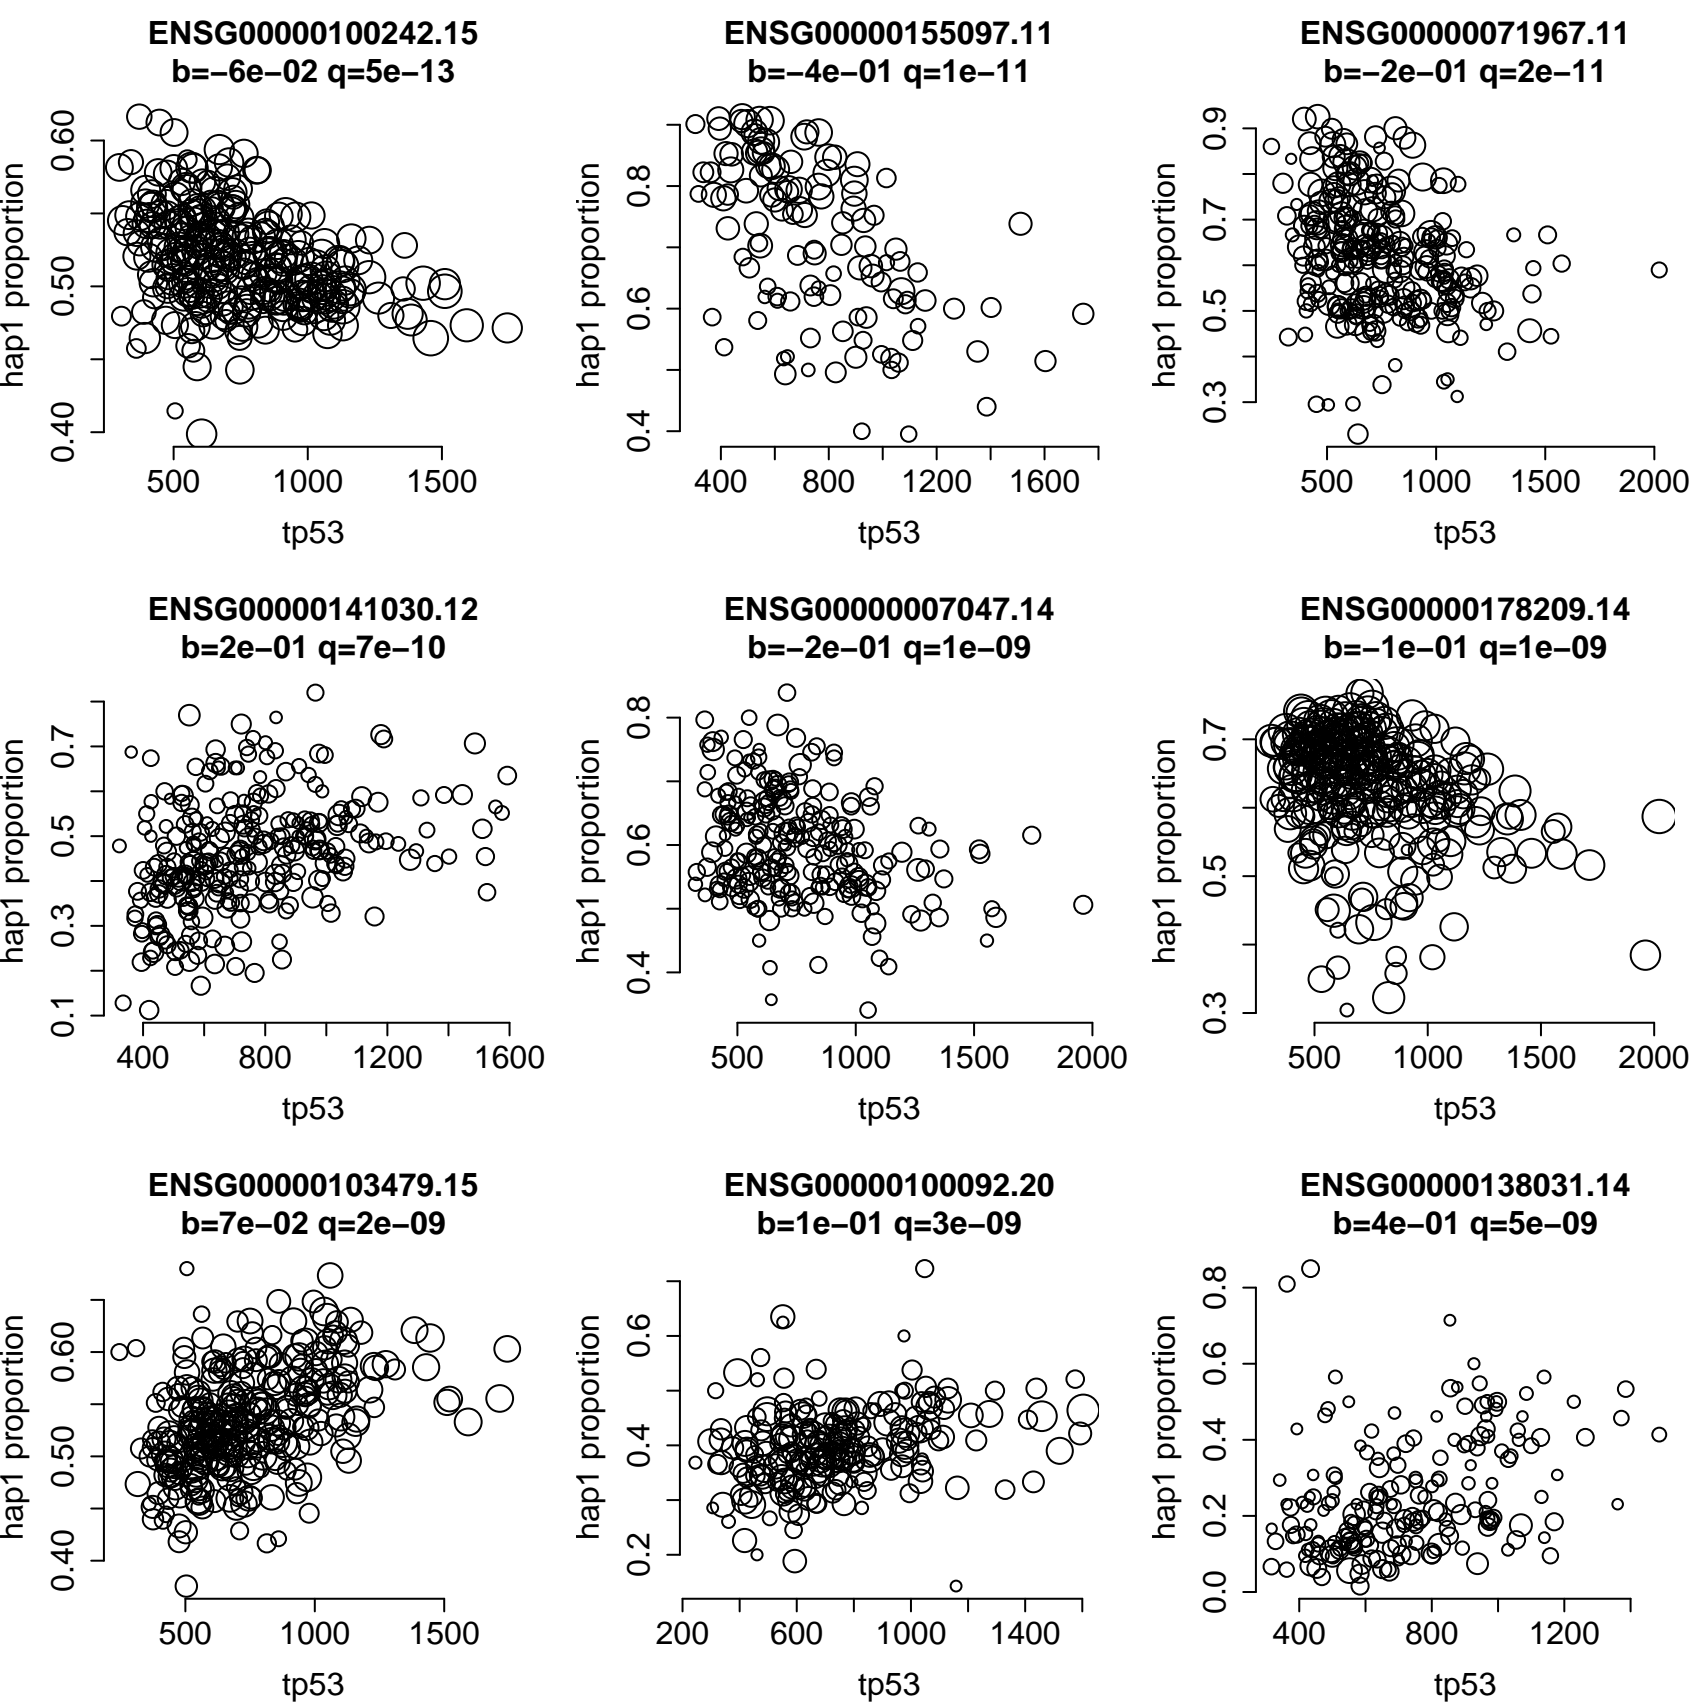 ENSG00000100242.15
b=−6e−02 q=5e−13
hap1 proportion
0.60
0.50
0.40
500 1000 1500
tp53
ENSG00000155097.11
b=−4e−01 q=1e−11
hap1 proportion
0.8
0.6
0.4
400 800 1200 1600
tp53
ENSG00000071967.11
b=−2e−01 q=2e−11
hap1 proportion
0.9
0.7
0.5
0.3
500 1000 1500 2000
tp53
ENSG00000141030.12
b=2e−01 q=7e−10
hap1 proportion
0.7
0.5
0.3
0.1
400 800 1200 1600
tp53
ENSG00000007047.14
b=−2e−01 q=1e−09
hap1 proportion
0.8
0.6
0.4
500 1000 1500 2000
tp53
ENSG00000178209.14
b=−1e−01 q=1e−09
hap1 proportion
0.7
0.5
0.3
500 1000 1500 2000
tp53
ENSG00000103479.15
b=7e−02 q=2e−09
hap1 proportion
0.60
0.50
0.40
500 1000 1500
tp53
ENSG00000100092.20
b=1e−01 q=3e−09
hap1 proportion
0.6
0.4
0.2
200 600 1000 1400
tp53
ENSG00000138031.14
b=4e−01 q=5e−09
hap1 proportion
0.8
0.6
0.4
0.2
0.0
400 800 1200
tp53